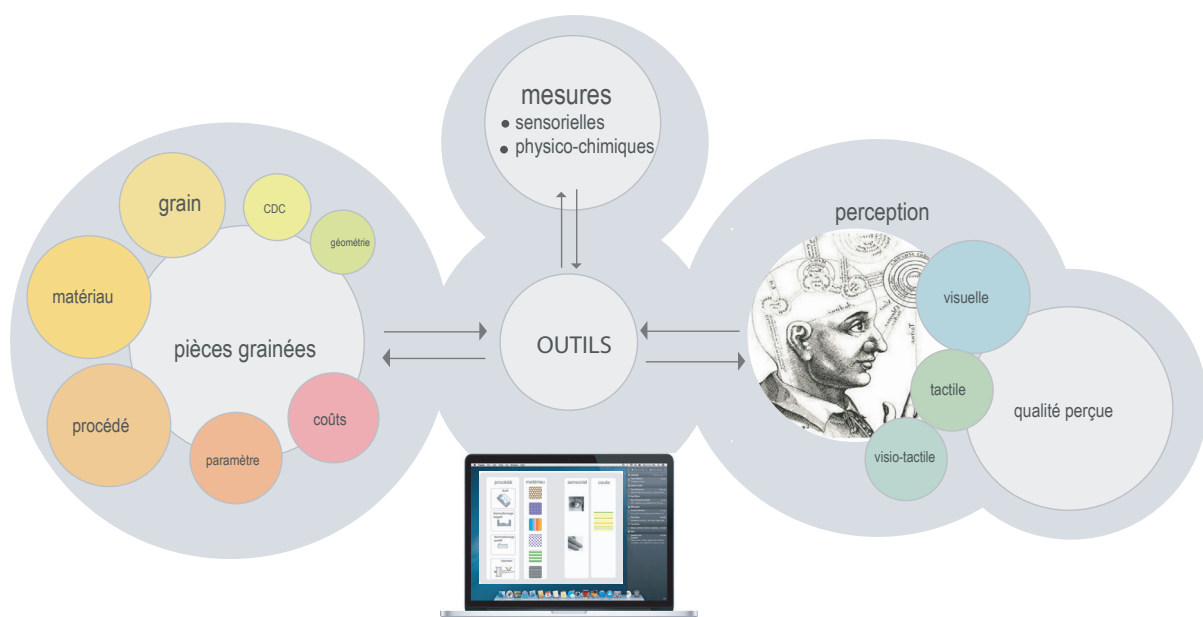 mesures
• sensorielles
• physico-chimiques
grain
CDC
géométrie
matériau
pièces grainées
procédé
paramètre
coûts
OUTILS
perception
visuelle
tactile
visio-tactile
qualité perçue
procédé
matériau
sensoriel